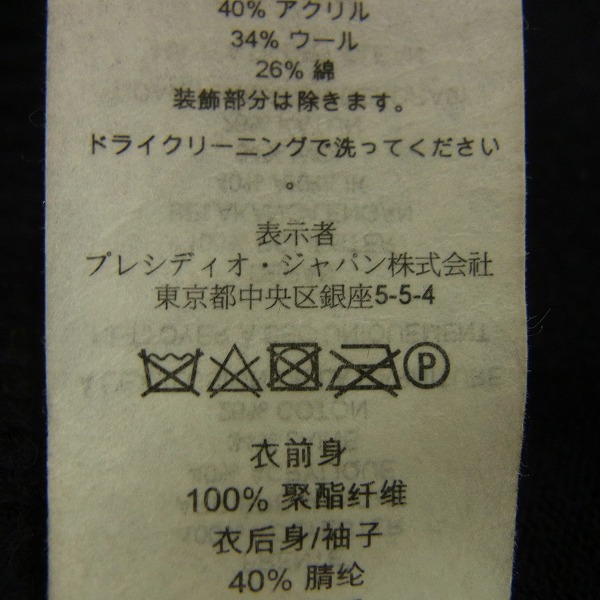 40% アクリル
34% ウール
26% 綿
装飾部分は除きます。
ドライクリーニングで洗ってください
。
表示者
プレシディオ・ジャパン株式会社
東京都中央区銀座5-5-4
P
衣前身
100% 聚酯纤维
衣后身/袖子
40% 腈纶